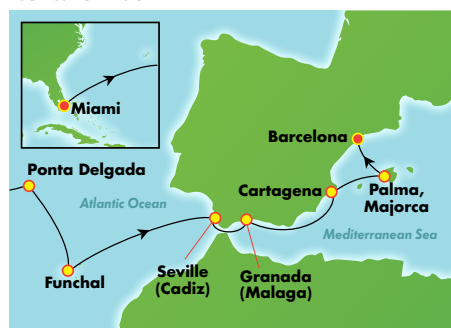 Miami
Barcelona
Ponta Delgada
Cartagena
Palma,
Majorca
Atlantic Ocean
Mediterranean Sea
Funchal
Seville
(Cadiz)
Granada
(Malaga)